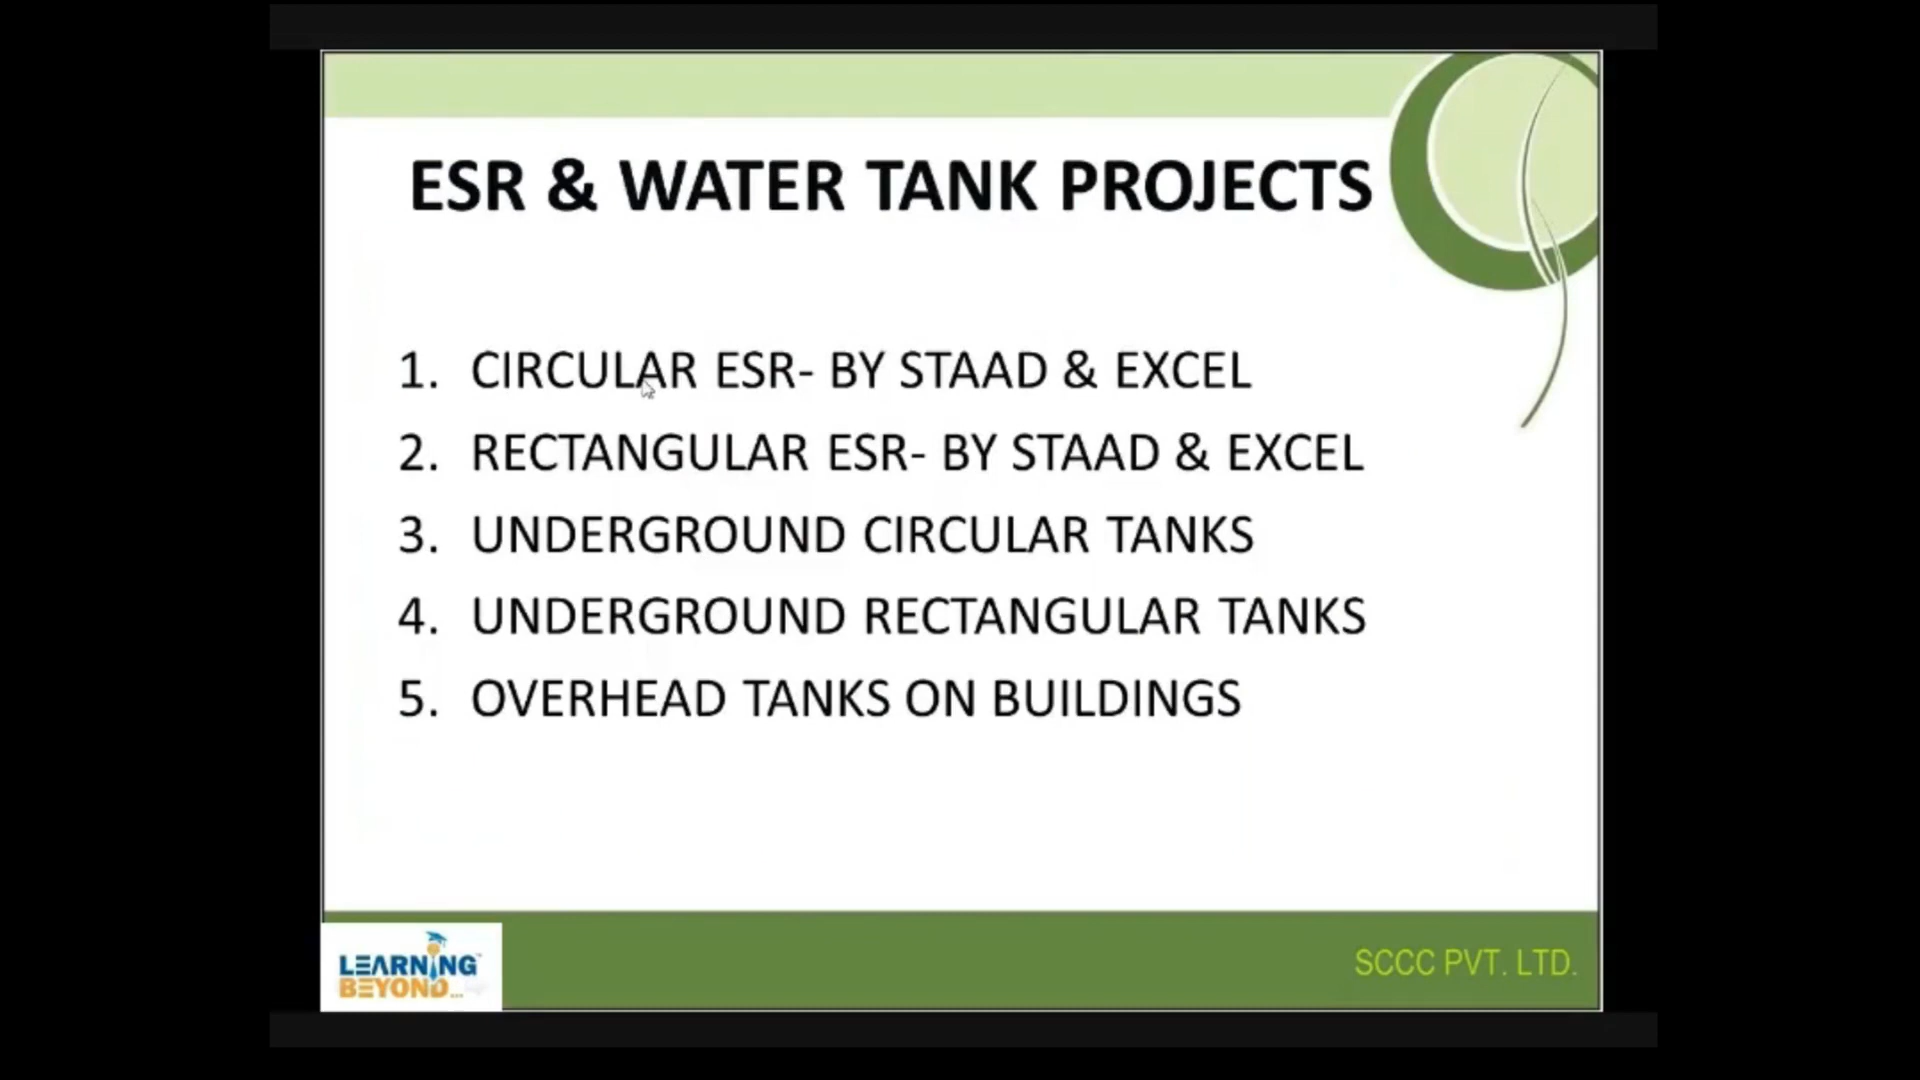 ESR & WATER TANK PROJECTS
1. CIRCULAR ESR- BY STAAD & EXCEL
2. RECTANGULAR ESR- BY STAAD & EXCEL
3. UNDERGROUND CIRCULAR TANKS
4. UNDERGROUND RECTANGULAR TANKS
5. OVERHEAD TANKS ON BUILDINGS
LEARNING
BEYOND...
SCCC PVT. LTD.